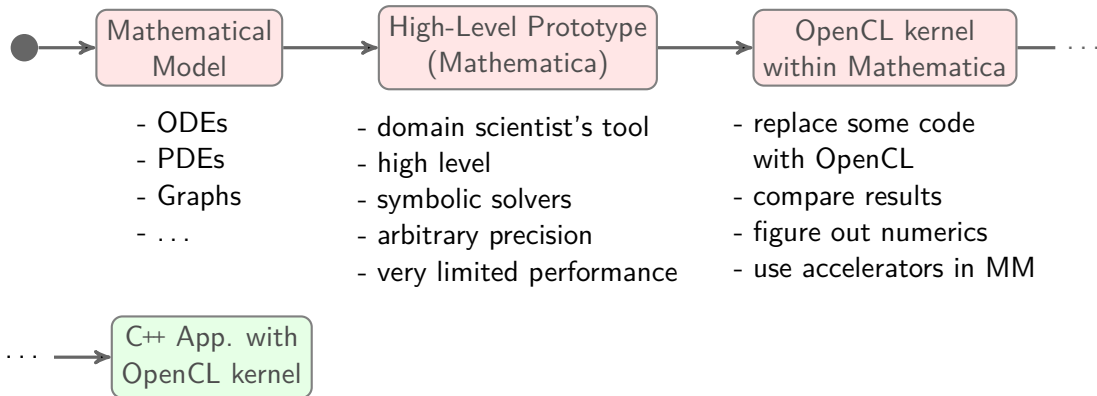 Mathematical
Model
High-Level Prototype
(Mathematica)
OpenCL kernel
within Mathematica
...
- ODEs
- PDEs
- Graphs
- ...
- domain scientist's tool
- high level
- symbolic solvers
- arbitrary precision
- very limited performance
- replace some code
with OpenCL
- compare results
- figure out numerics
- use accelerators in MM
...
C++ App. with
OpenCL kernel